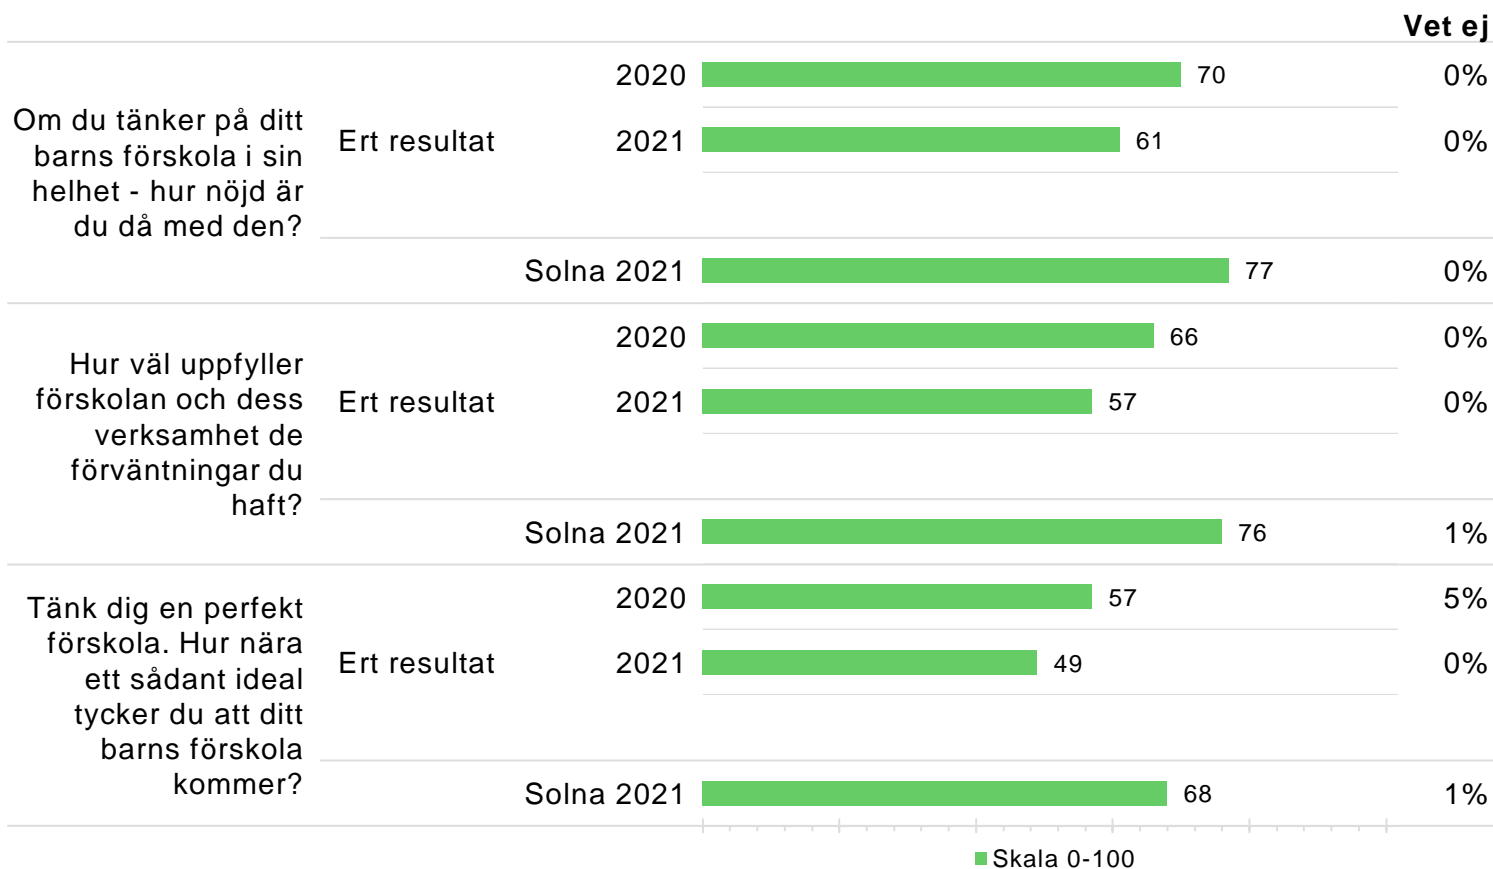 Vet ej
2020 70 0%
Om du tänker på ditt
barns förskola i sin
helhet - hur nöjd är
du då med den?
Ert resultat 2021 61 0%
Solna 2021 77 0%
2020 66 0%
Hur väl uppfyller
förskolan och dess
verksamhet de
förväntningar du
haft?
Ert resultat 2021 57 0%
Solna 2021 76 1%
2020 57 5%
Tänk dig en perfekt
förskola. Hur nära
ett sådant ideal
tycker du att ditt
barns förskola
kommer?
Ert resultat 2021 49 0%
Solna 2021 68 1%
Skala 0-100